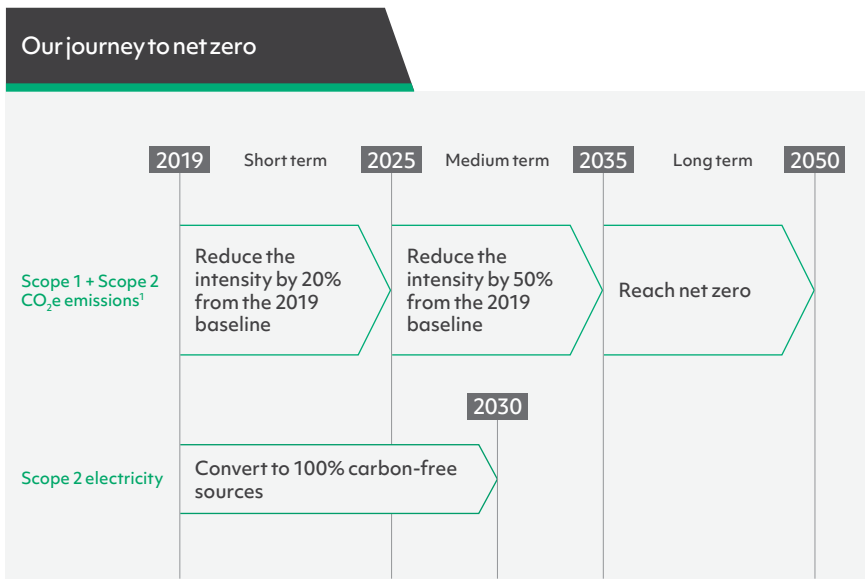 Our journey to net zero
2019 Short term 2025 Medium term 2035 Long term 2050
Scope 1 + Scope 2
CO₂e emissions¹
Reduce the
intensity by 20%
from the 2019
baseline
Reduce the
intensity by 50%
from the 2019
baseline
Reach net zero
2030
Scope 2 electricity
Convert to 100% carbon-free
sources